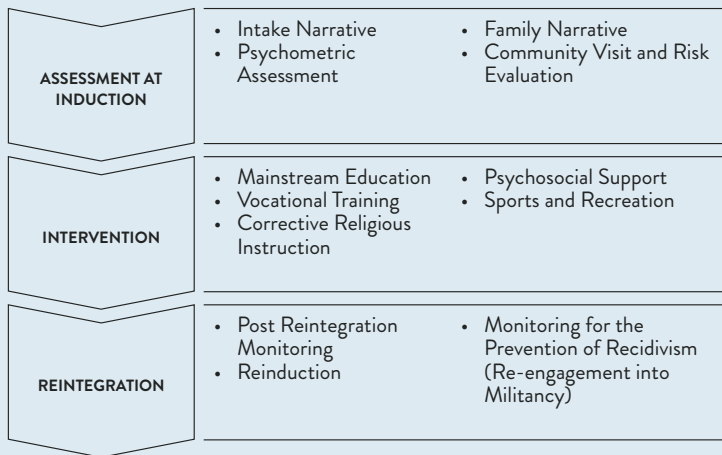 ASSESSMENT AT
INDUCTION
• Intake Narrative
• Psychometric
Assessment
• Family Narrative
• Community Visit and Risk
Evaluation
INTERVENTION
• Mainstream Education
• Vocational Training
• Corrective Religious
Instruction
• Psychosocial Support
• Sports and Recreation
REINTEGRATION
• Post Reintegration
Monitoring
• Reinduction
• Monitoring for the
Prevention of Recidivism
(Re-engagement into
Militancy)